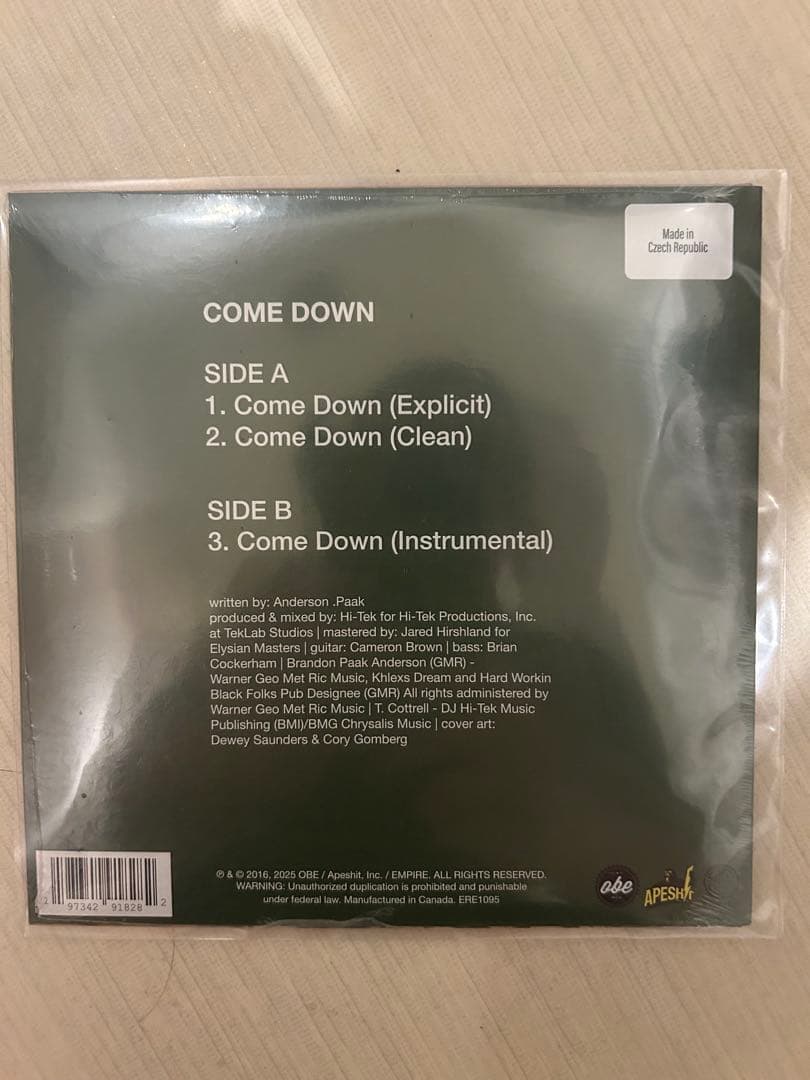 Made in
Czech Republic
COME DOWN
SIDE A
1. Come Down (Explicit)
2. Come Down (Clean)
SIDE B
3. Come Down (Instrumental)
written by: Anderson .Paak
produced & mixed by: Hi-Tek for Hi-Tek Productions, Inc.
at TekLab Studios | mastered by: Jared Hirshland for
Elysian Masters | guitar: Cameron Brown | bass: Brian
Cockerham | Brandon Paak Anderson (GMR) -
Warner Geo Met Ric Music, Khlexs Dream and Hard Workin
Black Folks Pub Designee (GMR) All rights administered by
Warner Geo Met Ric Music | T. Cottrell - DJ Hi-Tek Music
Publishing (BMI)/BMG Chrysalis Music | cover art:
Dewey Saunders & Cory Gomberg
℗ & © 2016, 2025 OBE / Apeshit, Inc. / EMPIRE. ALL RIGHTS RESERVED.
WARNING: Unauthorized duplication is prohibited and punishable
under federal law. Manufactured in Canada. ERE1095
97342 91828 2
obe
APESHIT